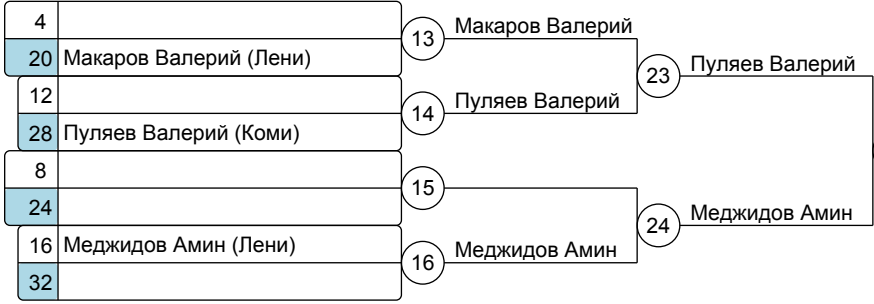 4
20 Макаров Валерий (Лени)
12
28 Пуляев Валерий (Коми)
8
24
16 Меджидов Амин (Лени)
32
13 Макаров Валерий
14 Пуляев Валерий
15
16 Меджидов Амин
23 Пуляев Валерий
24 Меджидов Амин